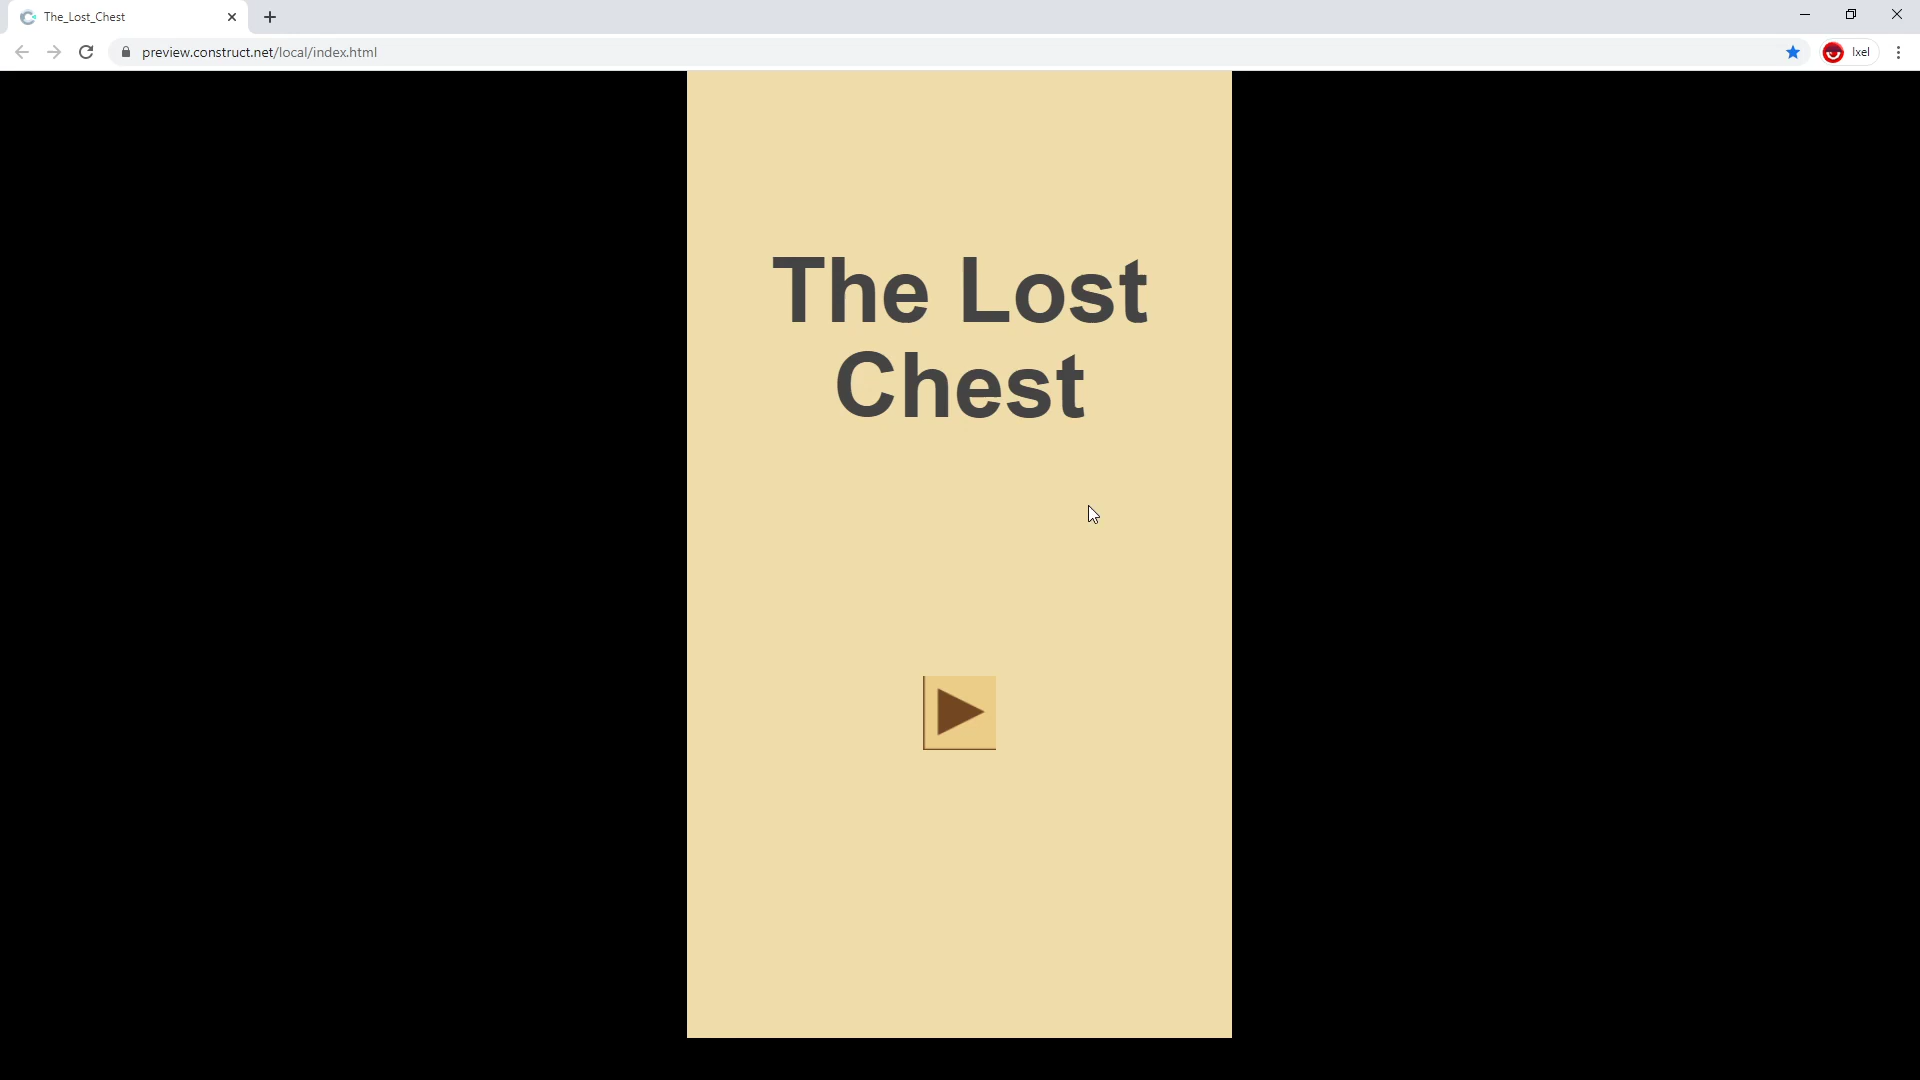 The_Lost_Chest
preview.construct.net/local/index.html
Ixel
The Lost
Chest